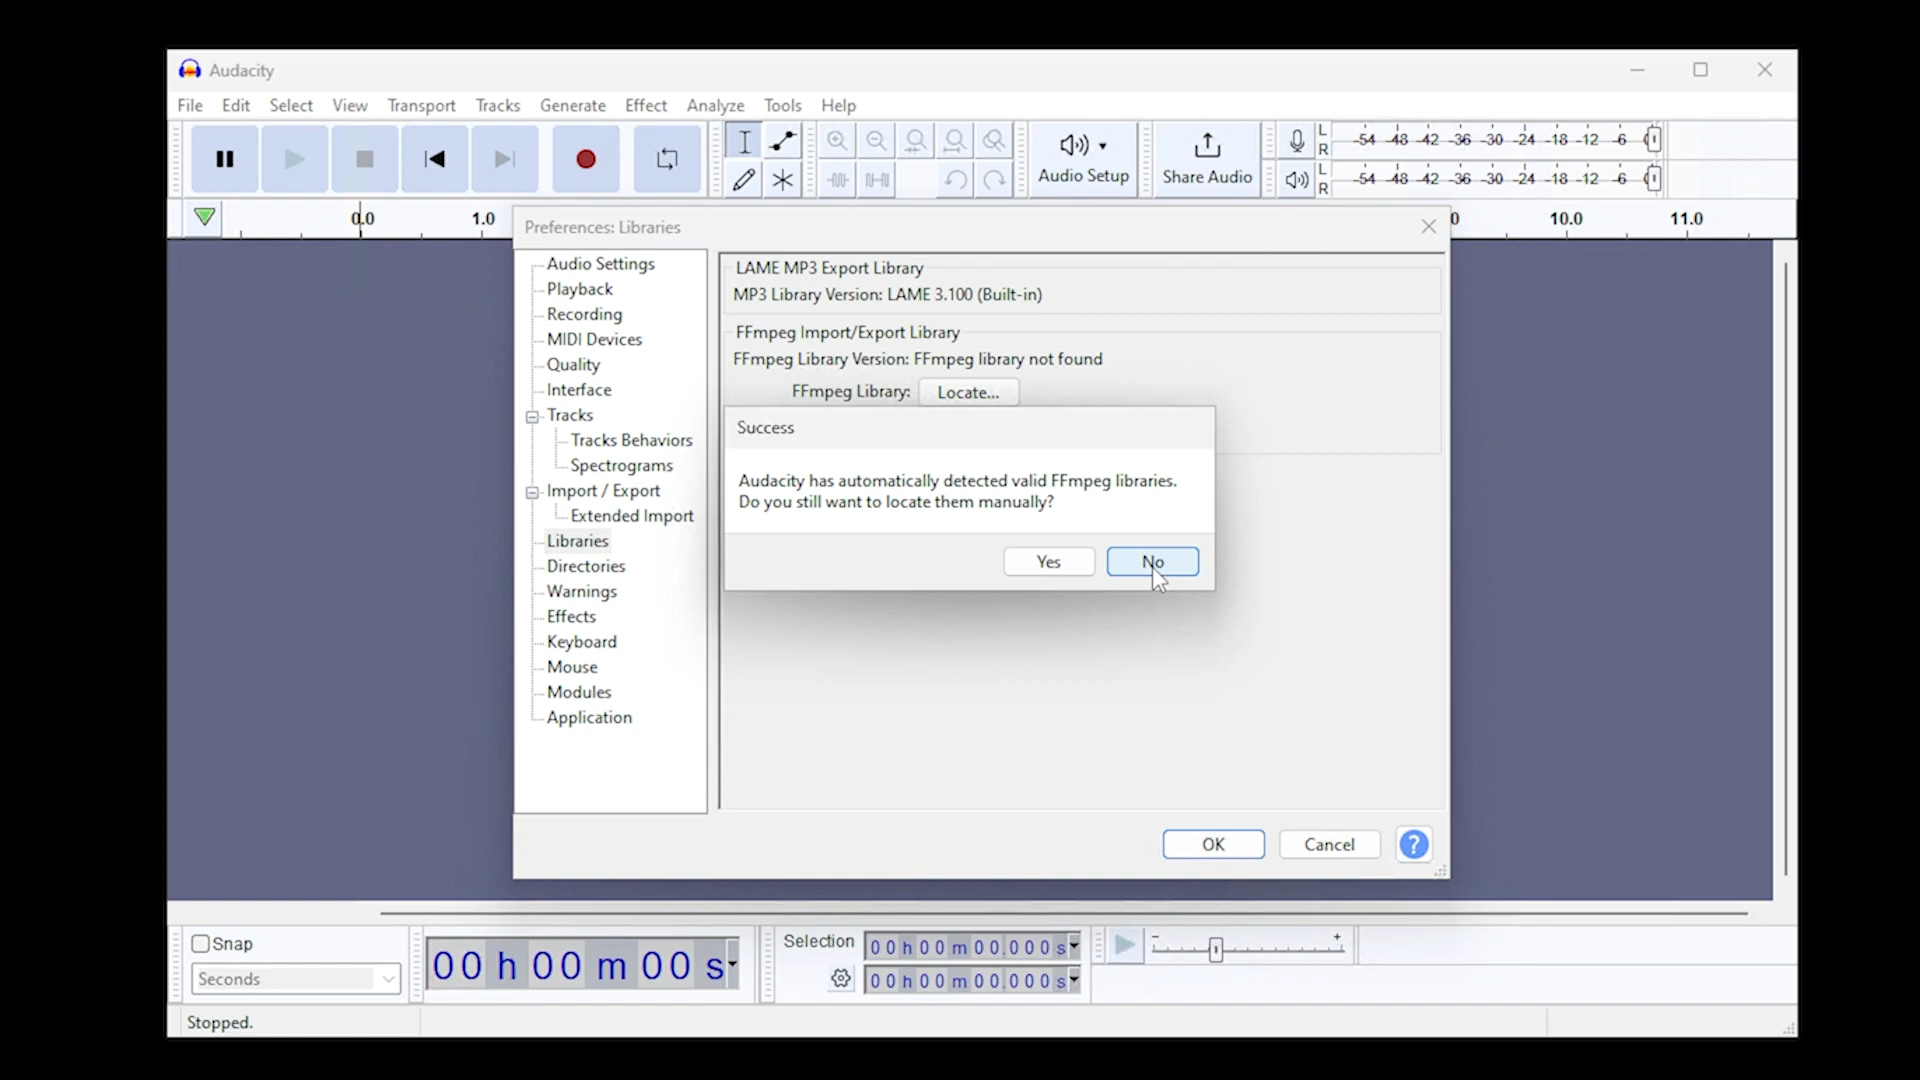 Audacity
File Edit Select View Transport Tracks Generate Effect Analyze Tools Help
Audio Setup
Share Audio
L
R
-54 -48 -42 -36 -30 -24 -18 -12 -6 0
L
R
-54 -48 -42 -36 -30 -24 -18 -12 -6 0
0.0 1.0 0 10.0 11.0
Preferences: Libraries
Audio Settings
Playback
Recording
MIDI Devices
Quality
Interface
Tracks
Tracks Behaviors
Spectrograms
Import / Export
Extended Import
Libraries
Directories
Warnings
Effects
Keyboard
Mouse
Modules
Application
LAME MP3 Export Library
MP3 Library Version: LAME 3.100 (Built-in)
FFmpeg Import/Export Library
FFmpeg Library Version: FFmpeg library not found
FFmpeg Library: Locate...
Success
Audacity has automatically detected valid FFmpeg libraries.
Do you still want to locate them manually?
Yes No
OK Cancel ?
Snap
Seconds
00 h 00 m 00 s
Selection
00 h 00 m 00.000 s
00 h 00 m 00.000 s
- +
Stopped.